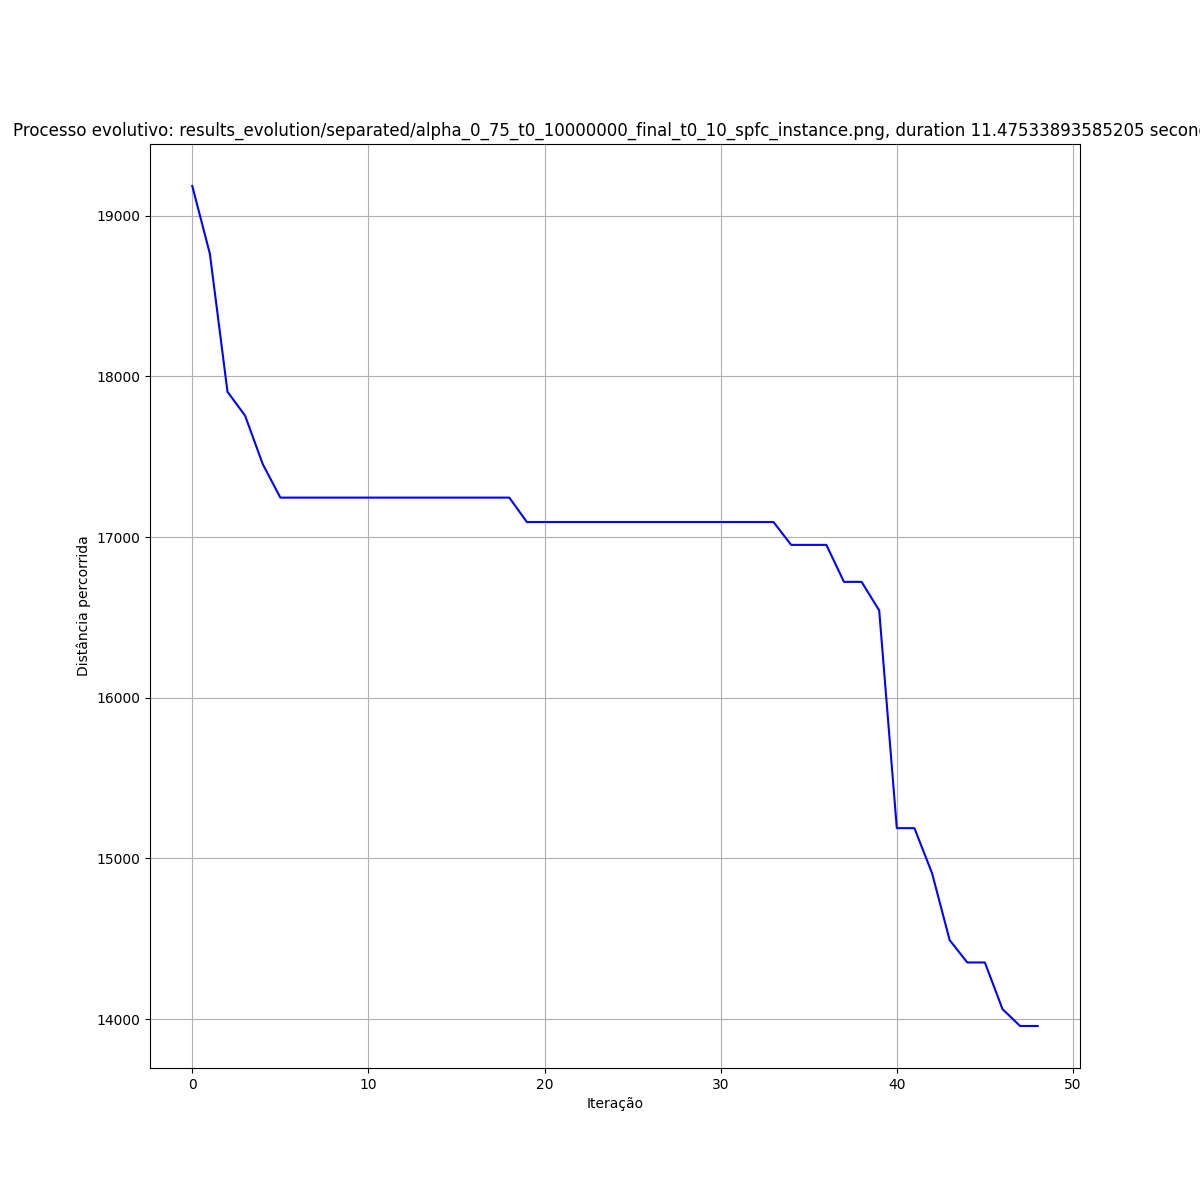 Processo evolutivo: results_evolution/separated/alpha_0_75_t0_10000000_final_t0_10_spfc_instance.png, duration 11.47533893585205
19000
18000
17000
16000
15000
14000
Distância percorrida
0 10 20 30 40 50
Iteração